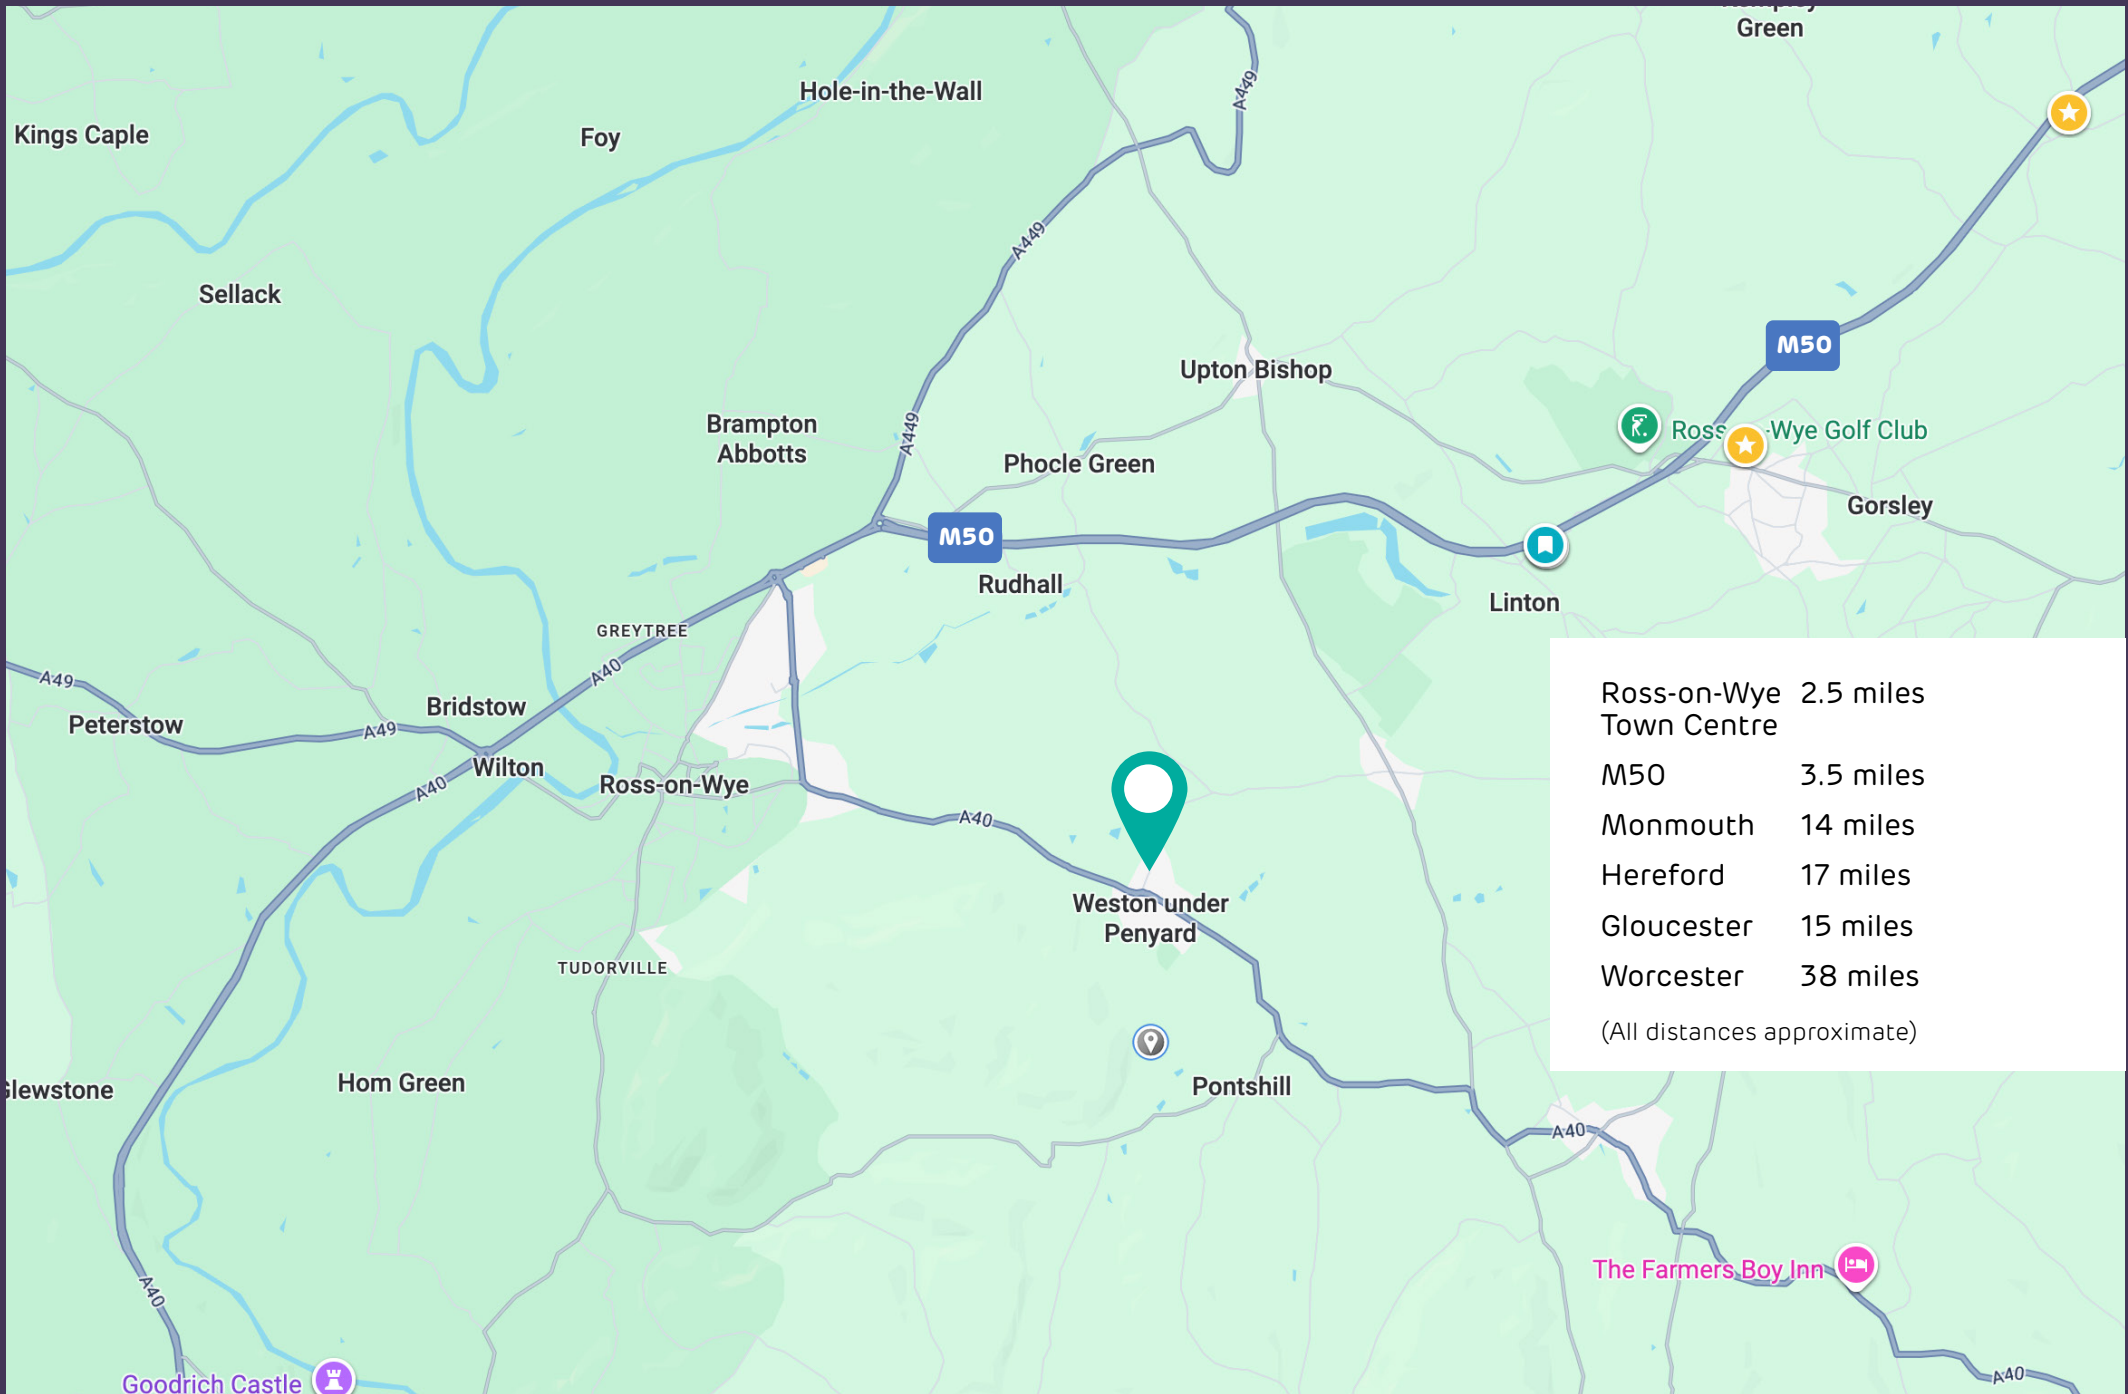 Green
Hole-in-the-Wall
A449
Kings Caple
Foy
A449
Sellack
M50
Upton Bishop
Brampton
Abbotts
A449
Ross Wye Golf Club
Phocle Green
Gorsley
M50
Rudhall
Linton
GREYTREE
A40
A49
Bridstow
Peterstow
A49
Wilton
A40
Ross-on-Wye
A40
Weston under
Penyard
TUDORVILLE
Hom Green
Pontshill
A40
A40
The Farmers Boy Inn
Goodrich Castle
A40
Ross-on-Wye 2.5 miles
Town Centre
M50 3.5 miles
Monmouth 14 miles
Hereford 17 miles
Gloucester 15 miles
Worcester 38 miles
(All distances approximate)